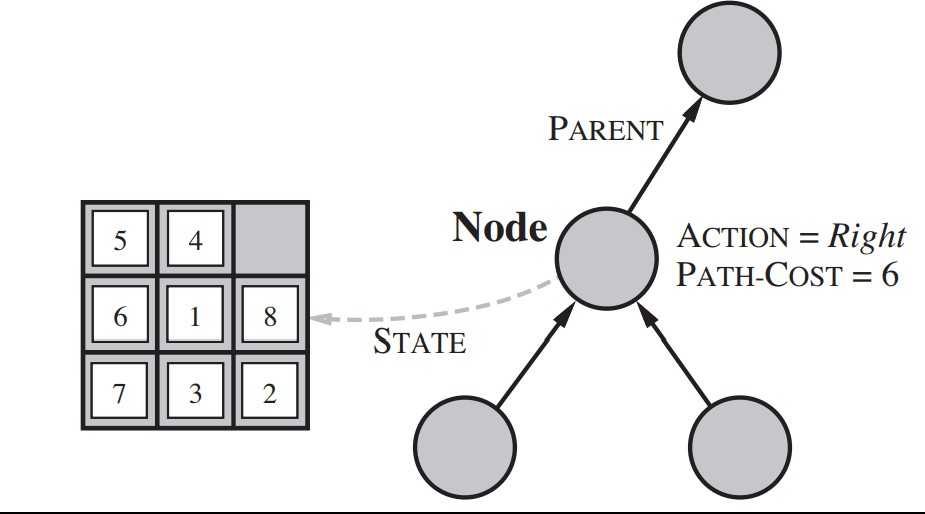 PARENT
Node
ACTION = Right
PATH-COST = 6
5 4
6 1 8
STATE
7 3 2